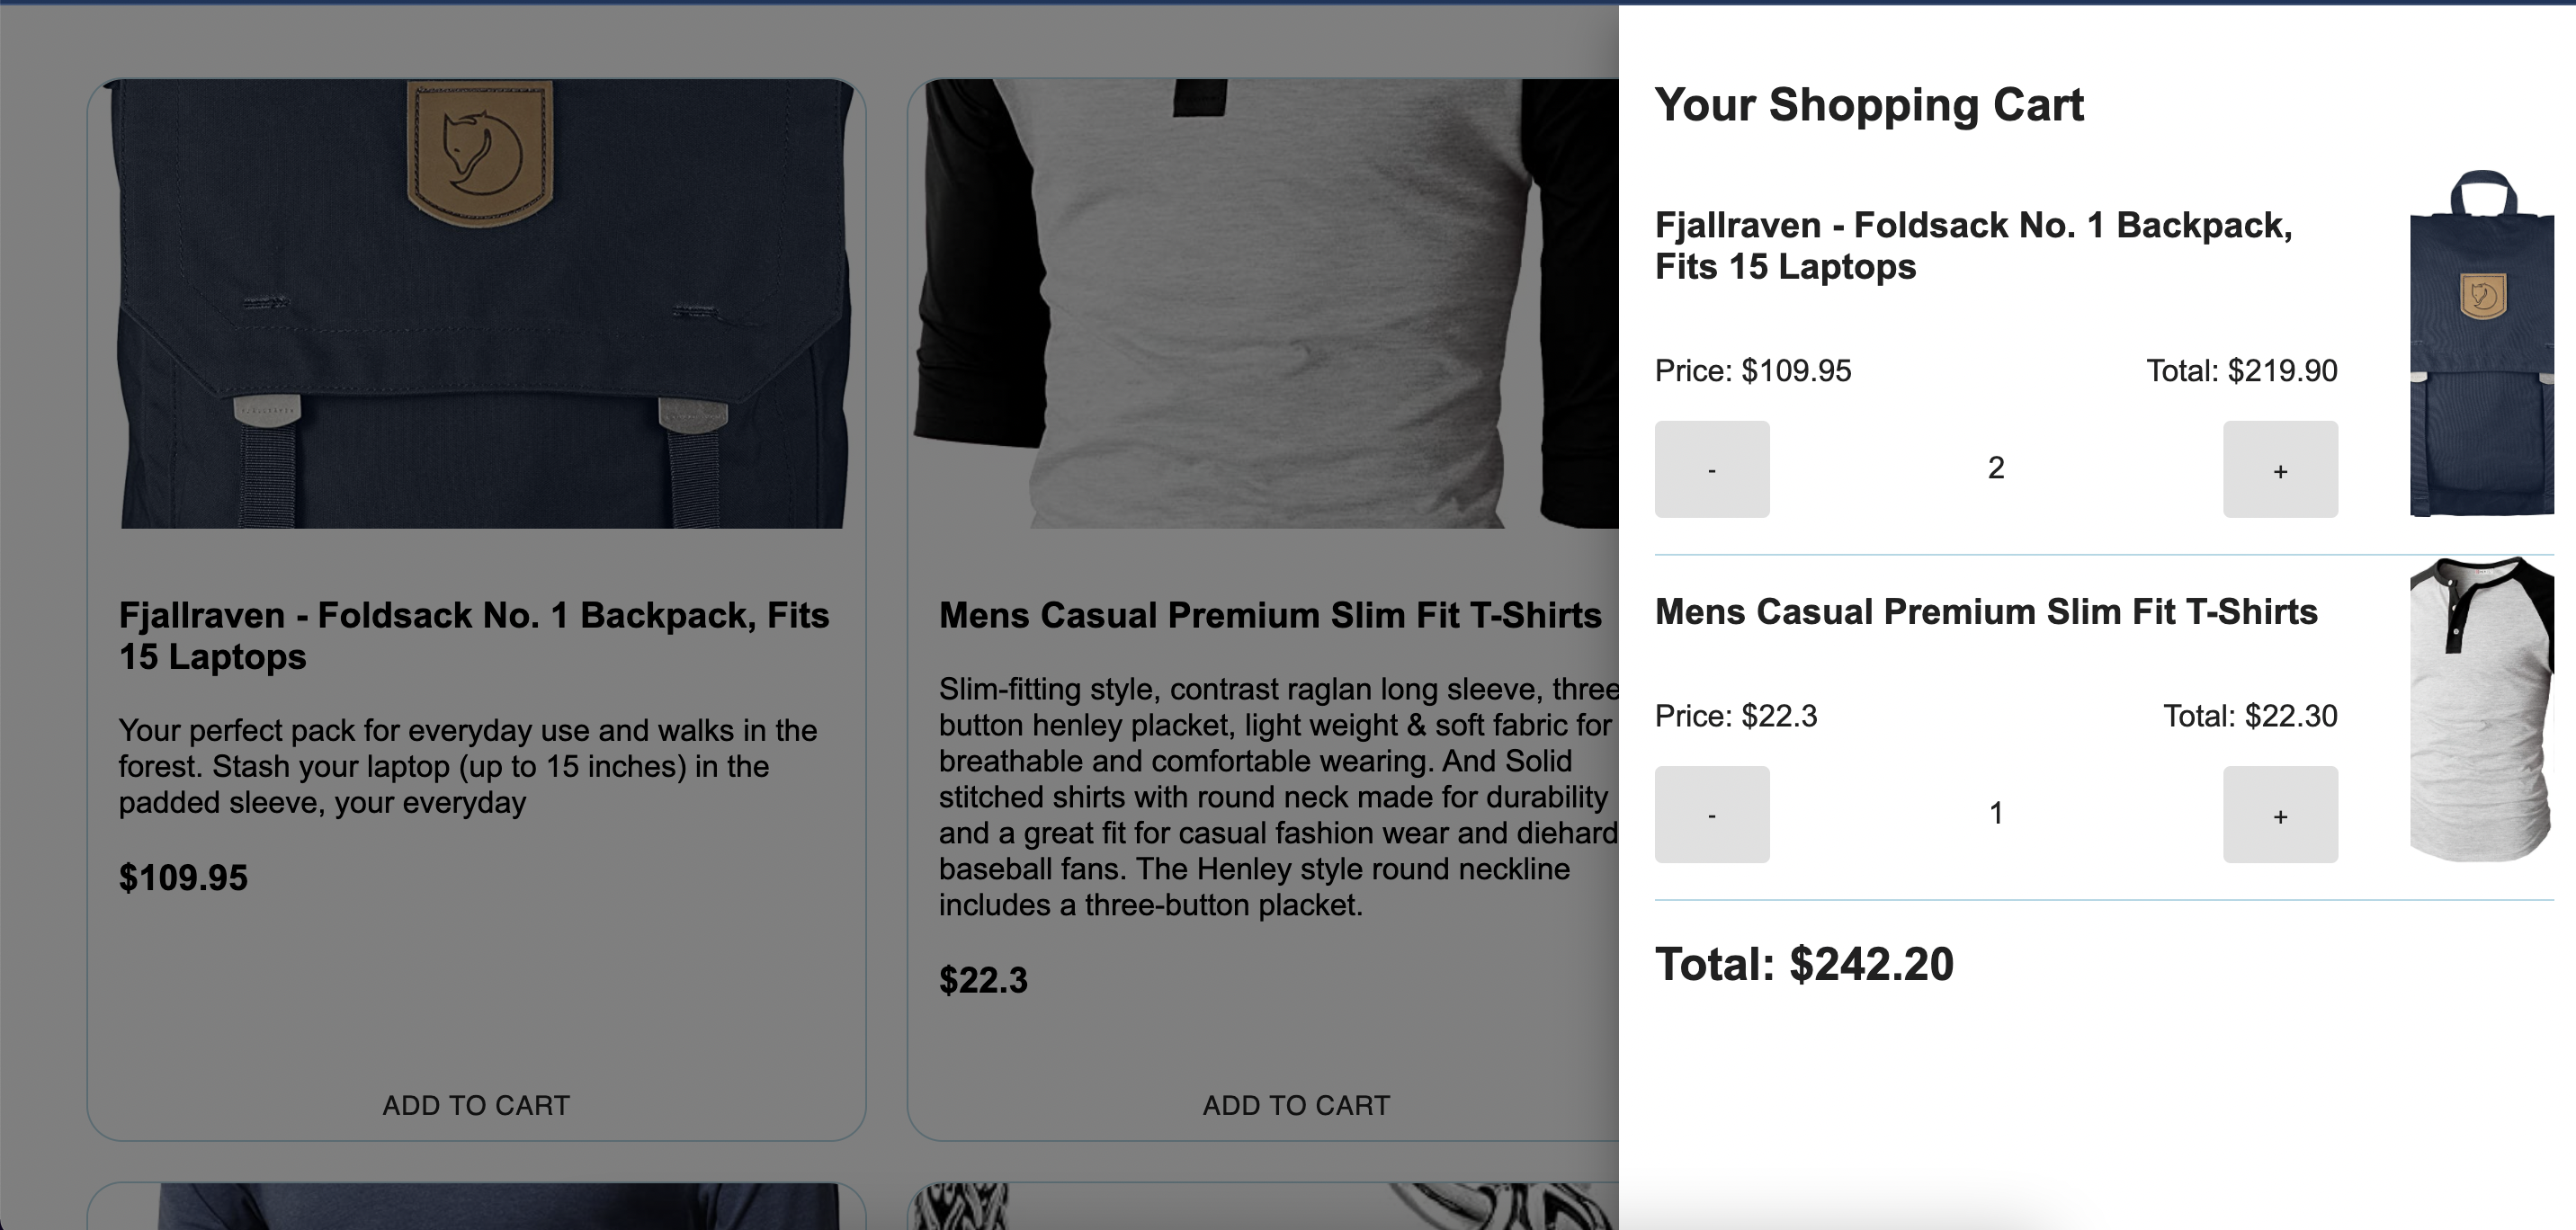 Fjallraven - Foldsack No. 1 Backpack, Fits
15 Laptops
Your perfect pack for everyday use and walks in the
forest. Stash your laptop (up to 15 inches) in the
padded sleeve, your everyday
$109.95
ADD TO CART
Mens Casual Premium Slim Fit T-Shirts
Slim-fitting style, contrast raglan long sleeve, three
button henley placket, light weight & soft fabric for
breathable and comfortable wearing. And Solid
stitched shirts with round neck made for durability
and a great fit for casual fashion wear and diehard
baseball fans. The Henley style round neckline
includes a three-button placket.
$22.3
ADD TO CART
Your Shopping Cart
Fjallraven - Foldsack No. 1 Backpack,
Fits 15 Laptops
Price: $109.95 Total: $219.90
- 2 +
Mens Casual Premium Slim Fit T-Shirts
Price: $22.3 Total: $22.30
- 1 +
Total: $242.20